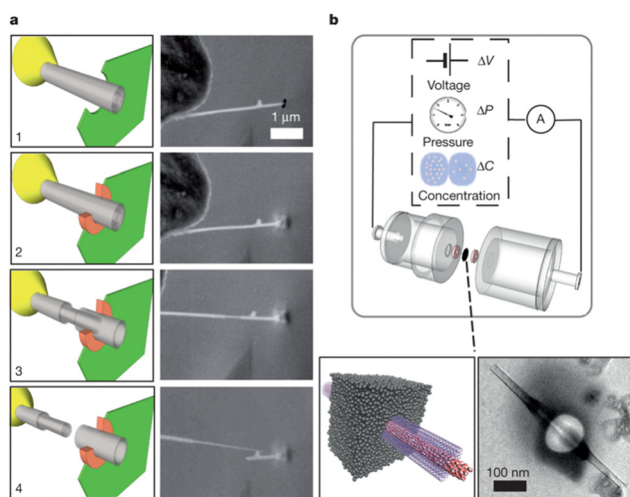 a
1
1 µm
2
3
4
b
ΔV
Voltage
ΔP
Pressure
ΔC
Concentration
A
100 nm